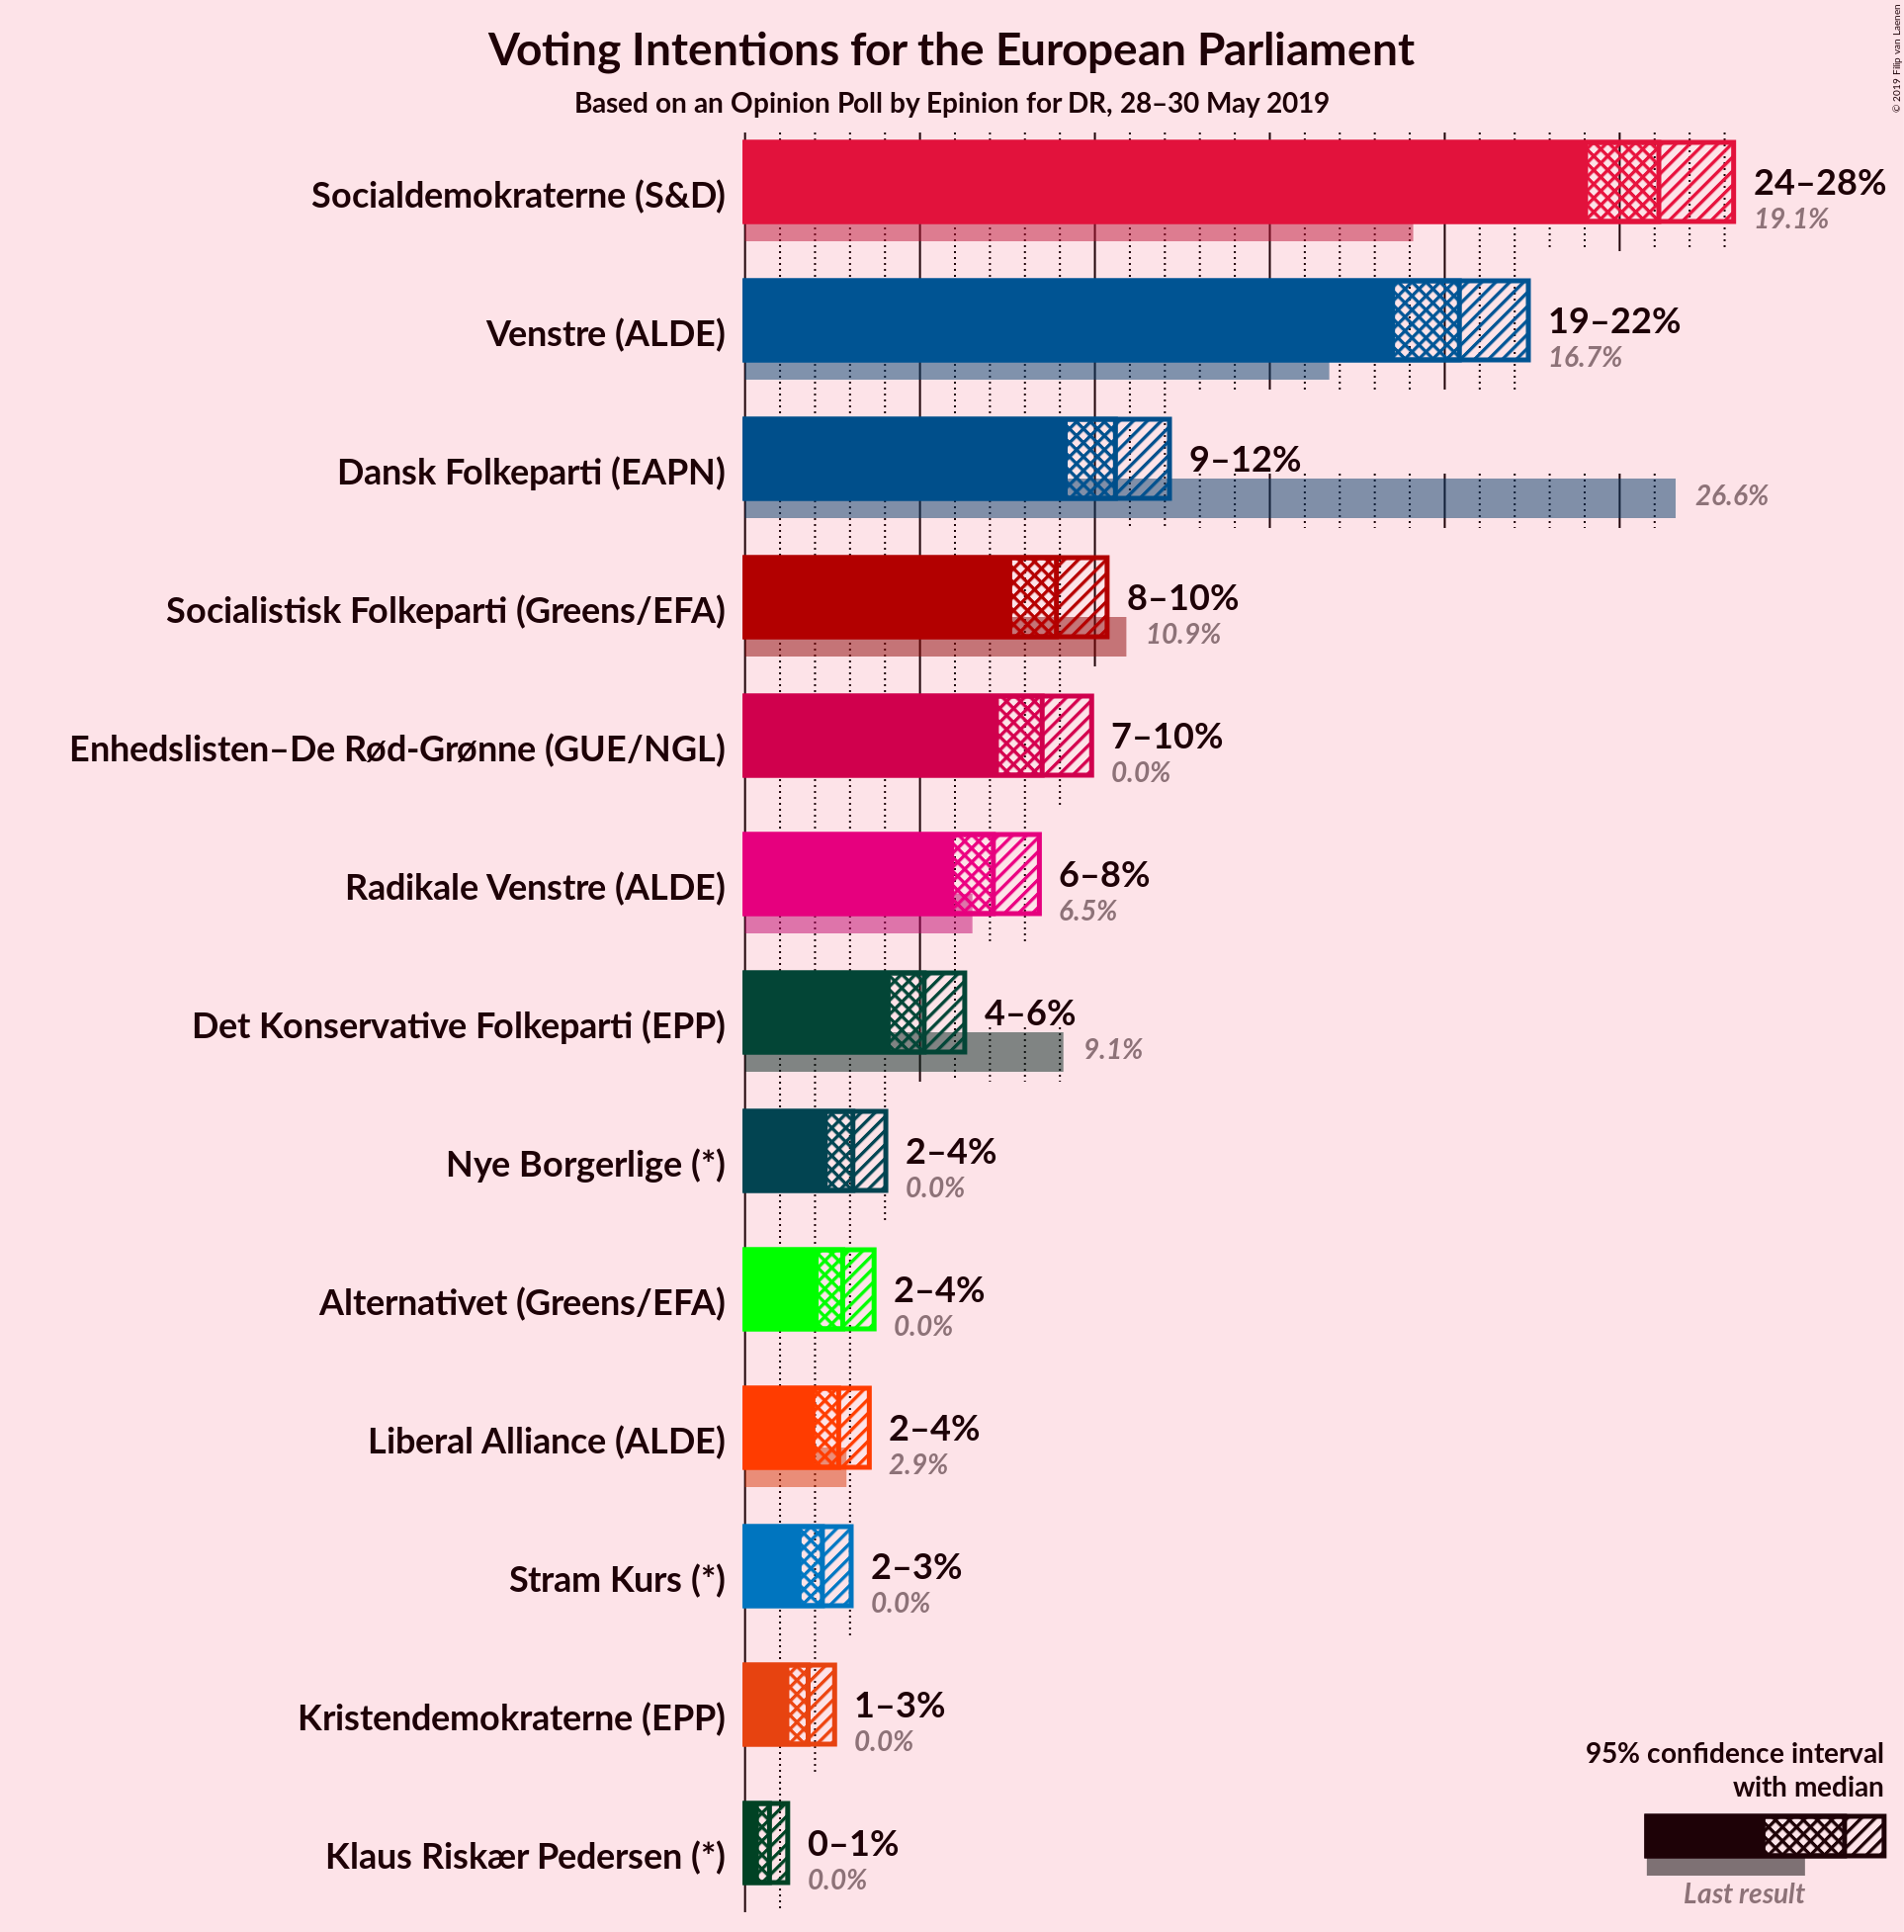 Voting Intentions for the European Parliament
Based on an Opinion Poll by Epinion for DR, 28–30 May 2019
© 2019 Filip van Laenen
Socialdemokraterne (S&D)
24–28%
19.1%
Venstre (ALDE)
19–22%
16.7%
Dansk Folkeparti (EAPN)
9–12%
26.6%
Socialistisk Folkeparti (Greens/EFA)
8–10%
10.9%
Enhedslisten–De Rød-Grønne (GUE/NGL)
7–10%
0.0%
Radikale Venstre (ALDE)
6–8%
6.5%
Det Konservative Folkeparti (EPP)
4–6%
9.1%
Nye Borgerlige (*)
2–4%
0.0%
Alternativet (Greens/EFA)
2–4%
0.0%
Liberal Alliance (ALDE)
2–4%
2.9%
Stram Kurs (*)
2–3%
0.0%
Kristendemokraterne (EPP)
1–3%
0.0%
Klaus Riskær Pedersen (*)
0–1%
0.0%
95% confidence interval
with median
Last result